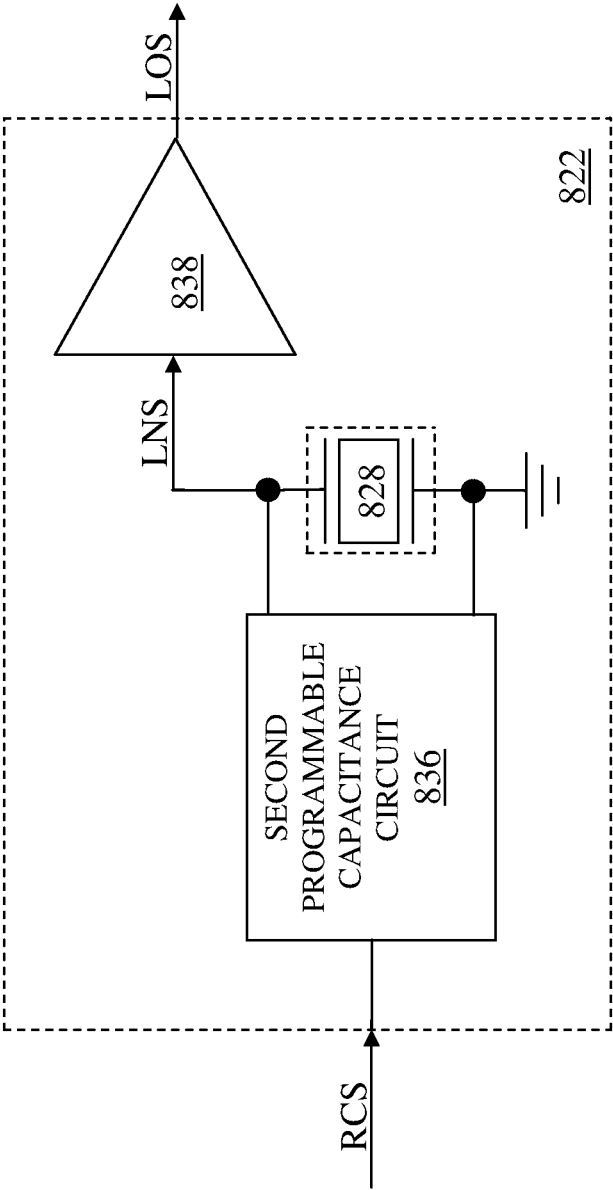 RCS
SECOND
PROGRAMMABLE
CAPACITANCE
CIRCUIT
836
828
LNS
838
LOS
822